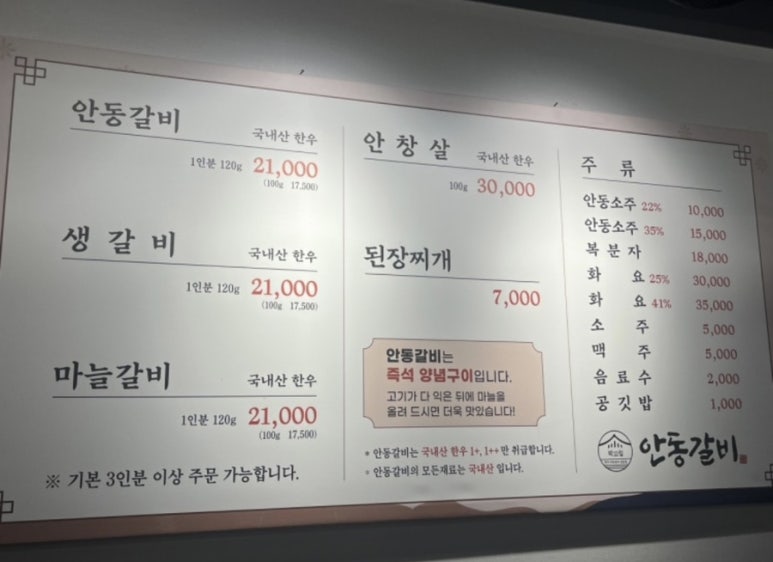 안동갈비
국내산 한우
1인분 120g 21,000
(100g 17,500)
생 갈 비
국내산 한우
1인분 120g 21,000
(100g 17,500)
마늘갈비
국내산 한우
1인분 120g 21,000
(100g 17,500)
※ 기본 3인분 이상 주문 가능합니다.
안 창 살
국내산 한우
100g 30,000
된장찌개
7,000
안동갈비는
즉석 양념구이입니다.
고기가 다 익은 뒤에 마늘을
올려 드시면 더욱 맛있습니다!
* 안동갈비는 국내산 한우 1+, 1++만 취급합니다.
* 안동갈비의 모든재료는 국내산 입니다.
주 류
안동소주 22% 10,000
안동소주 35% 15,000
복 분 자 18,000
화 요 25% 30,000
화 요 41% 35,000
소 주 5,000
맥 주 5,000
음 료 수 2,000
공 깃 밥 1,000
안동갈비